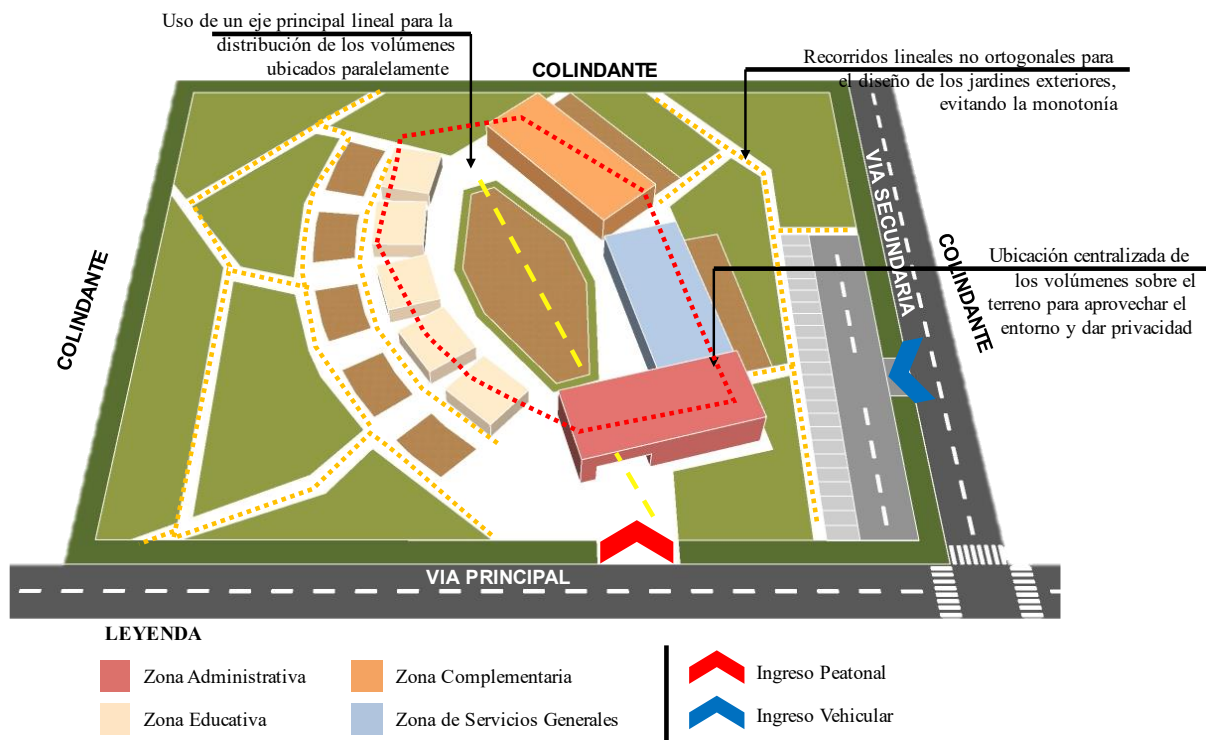 Uso de un eje principal lineal para la
distribución de los volúmenes
ubicados paralelamente
COLINDANTE
Recorridos lineales no ortogonales para
el diseño de los jardines exteriores,
evitando la monotonía
VIA SECUNDARIA
COLINDANTE
COLINDANTE
Ubicación centralizada de
los volúmenes sobre el
terreno para aprovechar el
entorno y dar privacidad
VIA PRINCIPAL
LEYENDA
Zona Administrativa
Zona Complementaria
Ingreso Peatonal
Zona Educativa
Zona de Servicios Generales
Ingreso Vehicular